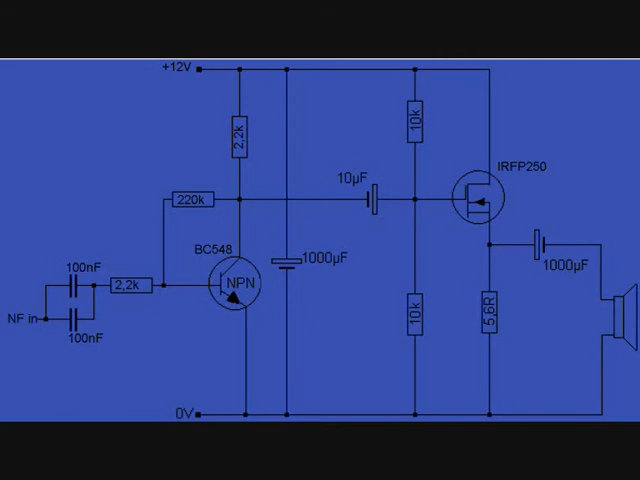 +12V
2,2k
10k
IRFP250
10µF
220k
BC548
NPN
1000µF
1000µF
100nF
2,2k
NF in
100nF
10k
5,6R
0V